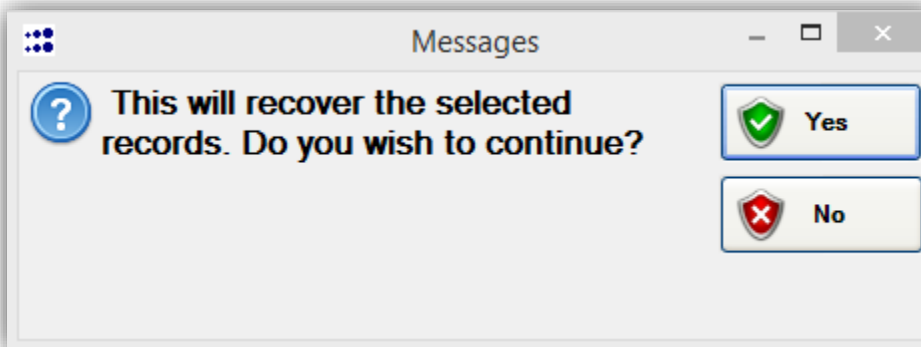 Messages
This will recover the selected
records. Do you wish to continue?
Yes
No